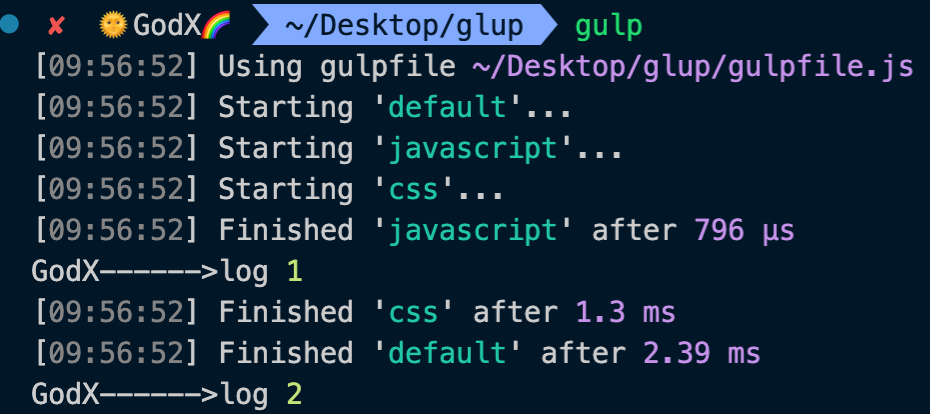 ✘ 🌞GodX🌈 ~/Desktop/glup gulp
[09:56:52] Using gulpfile ~/Desktop/glup/gulpfile.js
[09:56:52] Starting 'default'...
[09:56:52] Starting 'javascript'...
[09:56:52] Starting 'css'...
[09:56:52] Finished 'javascript' after 796 μs
GodX------>log 1
[09:56:52] Finished 'css' after 1.3 ms
[09:56:52] Finished 'default' after 2.39 ms
GodX------>log 2